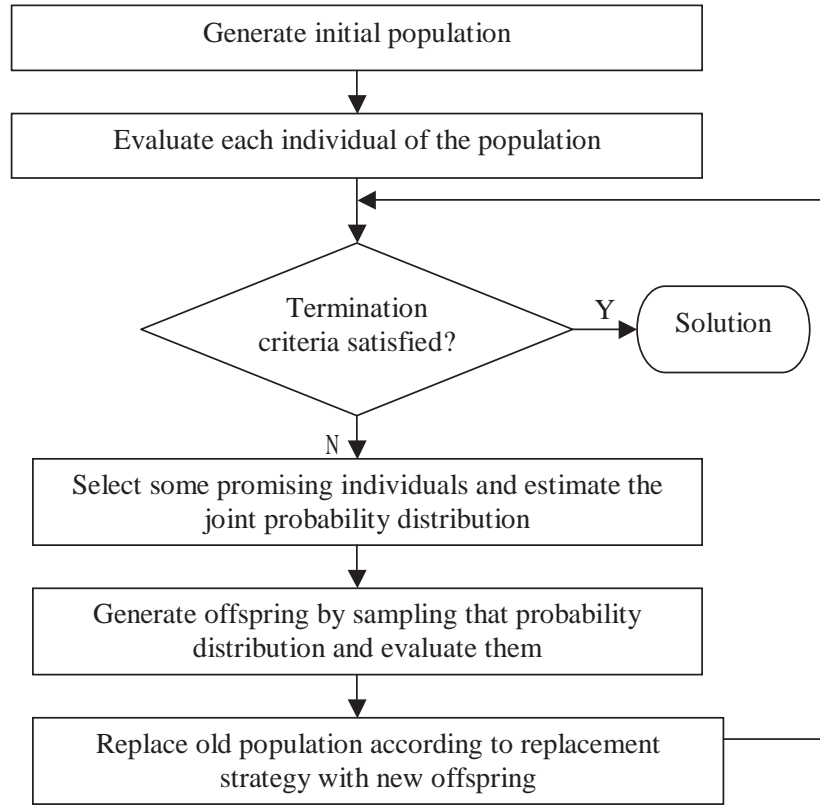 Generate initial population
Evaluate each individual of the population
Termination
criteria satisfied?
Y
Solution
N
Select some promising individuals and estimate the
joint probability distribution
Generate offspring by sampling that probability
distribution and evaluate them
Replace old population according to replacement
strategy with new offspring